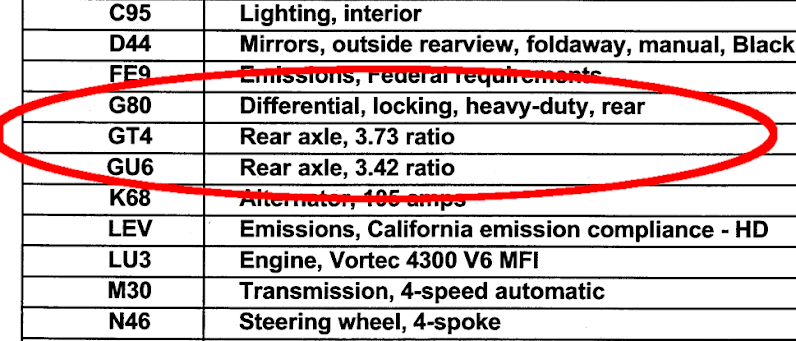 C95 Lighting, interior
D44 Mirrors, outside rearview, foldaway, manual, Black
FE9 Emissions, Federal requirements
G80 Differential, locking, heavy-duty, rear
GT4 Rear axle, 3.73 ratio
GU6 Rear axle, 3.42 ratio
K68 Alternator, 105 amps
LEV Emissions, California emission compliance - HD
LU3 Engine, Vortec 4300 V6 MFI
M30 Transmission, 4-speed automatic
N46 Steering wheel, 4-spoke